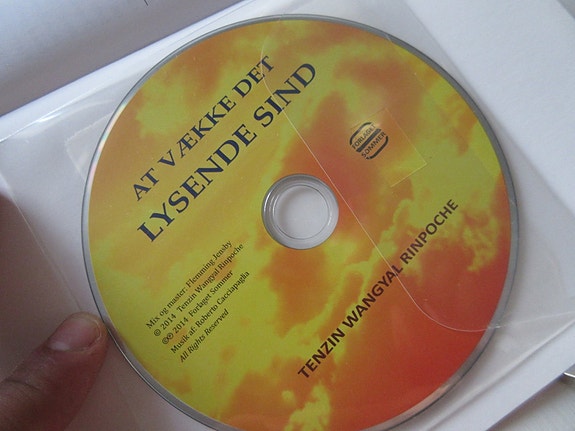 AT VÆKKE DET
LYSENDE SIND
FORLAGET
SOMMER
Mix og master: Flemming Jensby
© 2014 Tenzin Wangyal Rinpoche
℗© 2014 Forlaget Sommer
Musik af: Roberto Cacciapaglia
All Rights Reserved
TENZIN WANGYAL RINPOCHE